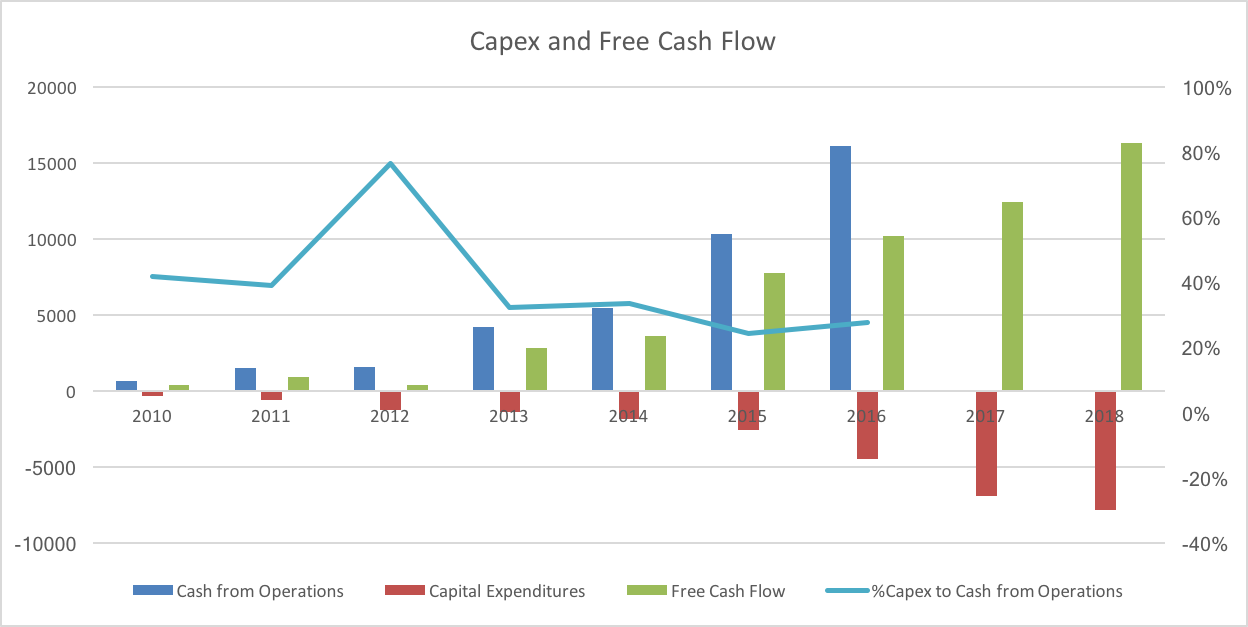 Capex and Free Cash Flow
20000 100%
15000 80%
10000 60%
5000 40%
0 20%
-5000 0%
-10000 -20%
-40%
2010 2011 2012 2013 2014 2015 2016 2017 2018
Cash from Operations Capital Expenditures Free Cash Flow %Capex to Cash from Operations